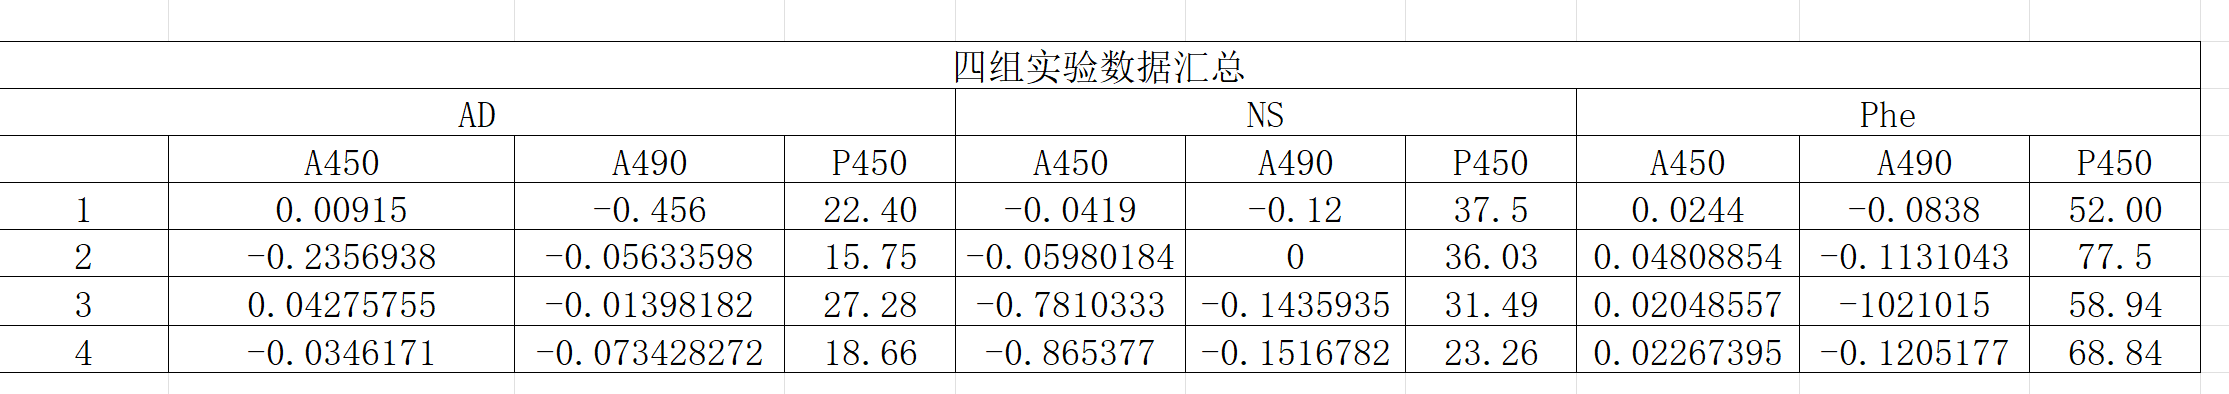 四组实验数据汇总
AD NS Phe
A450 A490 P450 A450 A490 P450 A450 A490 P450
1 0.00915 -0.456 22.40 -0.0419 -0.12 37.5 0.0244 -0.0838 52.00
2 -0.2356938 -0.05633598 15.75 -0.05980184 0 36.03 0.04808854 -0.1131043 77.5
3 0.04275755 -0.01398182 27.28 -0.7810333 -0.1435935 31.49 0.02048557 -1021015 58.94
4 -0.0346171 -0.073428272 18.66 -0.865377 -0.1516782 23.26 0.02267395 -0.1205177 68.84